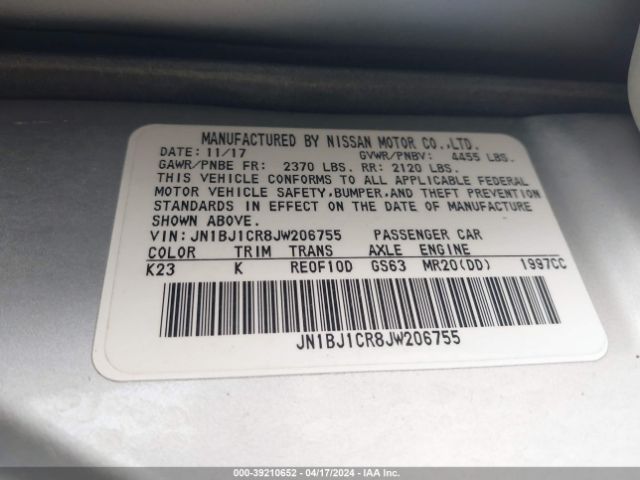 MANUFACTURED BY NISSAN MOTOR CO.,LTD.
DATE: 11/17 GVWR/PNBV: 4455 LBS.
GAWR/PNBE FR: 2370 LBS. RR: 2120 LBS.
THIS VEHICLE CONFORMS TO ALL APPLICABLE FEDERAL
MOTOR VEHICLE SAFETY,BUMPER,AND THEFT PREVENTION
STANDARDS IN EFFECT ON THE DATE OF MANUFACTURE
SHOWN ABOVE.
VIN: JN1BJ1CR8JW206755 PASSENGER CAR
COLOR TRIM TRANS AXLE ENGINE
K23 K RE0F10D GS63 MR20(DD) 1997CC
JN1BJ1CR8JW206755
000-39210652 - 04/17/2024 - IAA Inc.